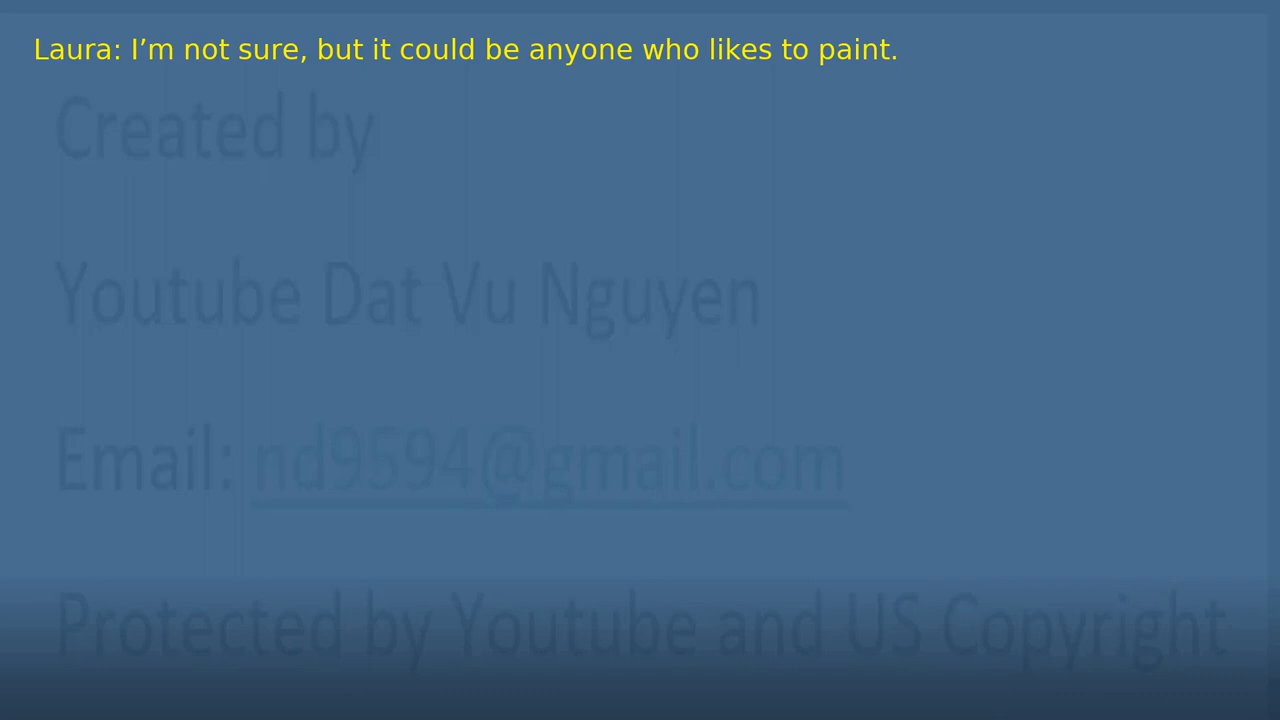 Laura: I’m not sure, but it could be anyone who likes to paint.
Created by
Youtube Dat Vu Nguyen
Email: nd9594@gmail.com
Protected by Youtube and US Copyright